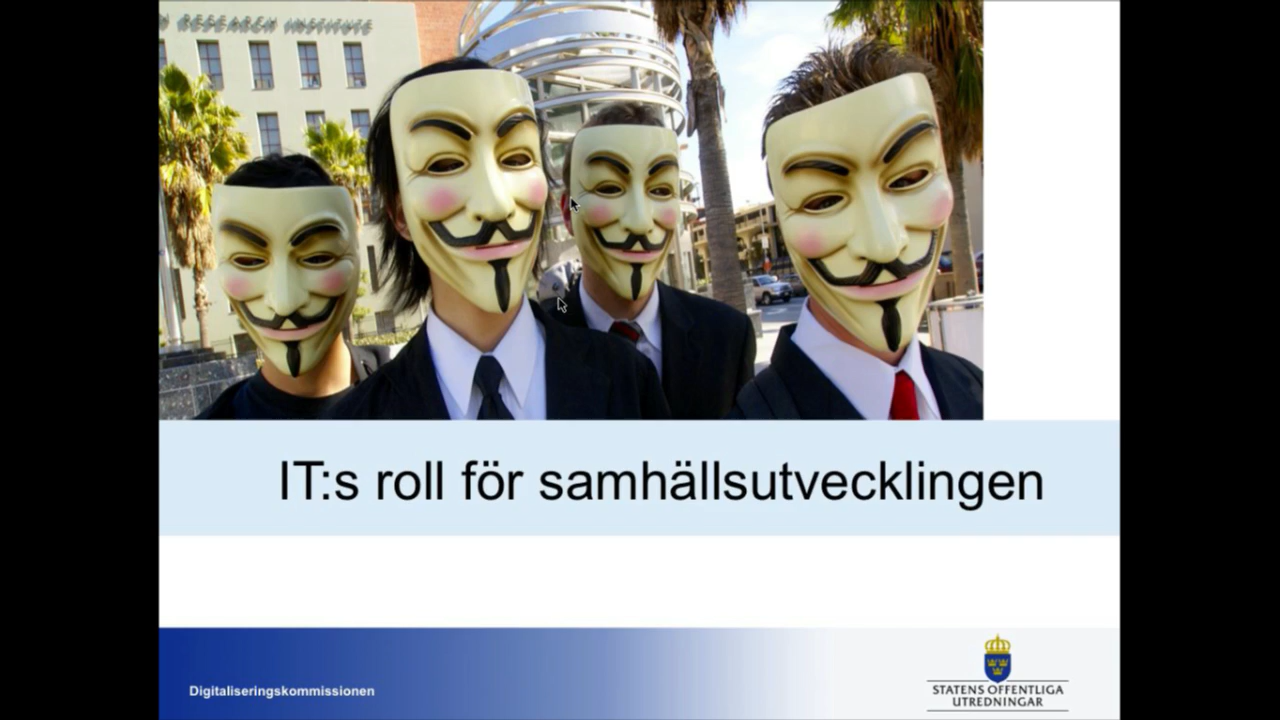 N RESEARCH INSTITUTE
IT:s roll för samhällsutvecklingen
Digitaliseringskommissionen
STATENS OFFENTLIGA
UTREDNINGAR